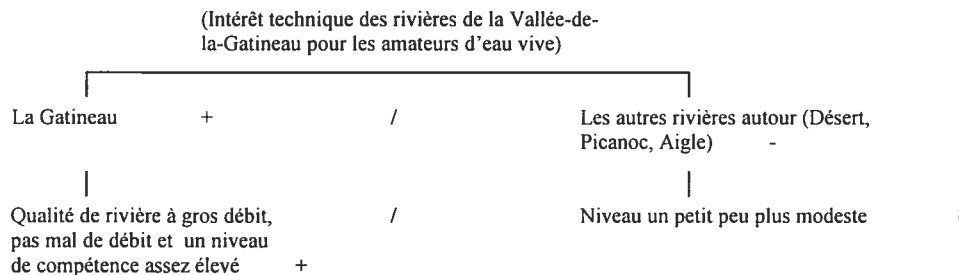 (Intérêt technique des rivières de la Vallée-de-
la-Gatineau pour les amateurs d'eau vive)
La Gatineau + / Les autres rivières autour (Désert,
Picanoc, Aigle) -
Qualité de rivière à gros débit, / Niveau un petit peu plus modeste
pas mal de débit et un niveau
de compétence assez élevé +